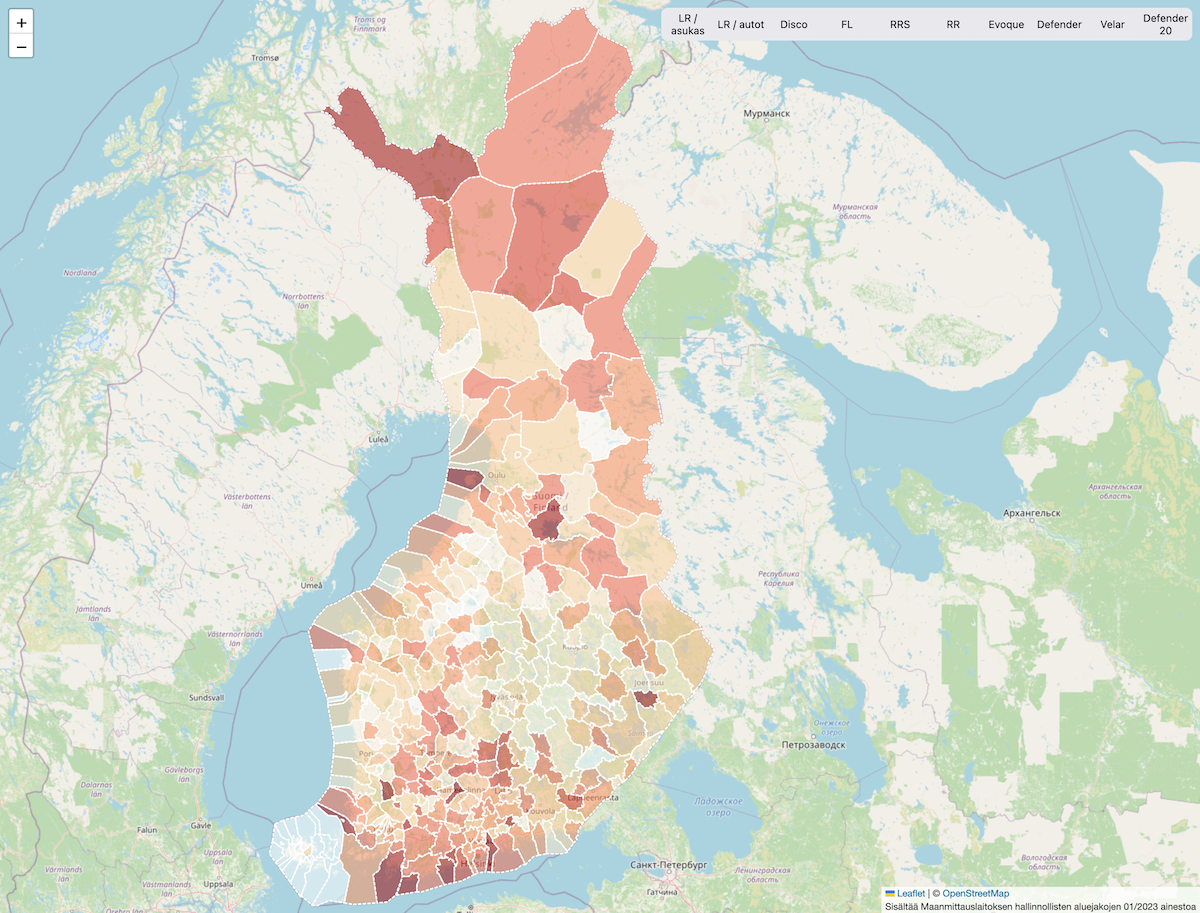 +
−
LR /
asukas
LR / autot
Disco
FL
RRS
RR
Evoque
Defender
Velar
Defender
20
Troms og
Finnmark
Tromsø
Мурманск
Мурманская
область
Nordland
Norrbottens
län
Luleå
Oulu
Suomi /
Finland
Västerbottens
län
Архангельская
область
Архангельск
Umeå
Республика
Карелия
Jämtlands
län
Västernorrlands
län
Kuopio
Joensuu
Sundsvall
Jyväskylä
Онежское
озеро
Петрозаводск
Gävleborgs
län
Dalarnas
län
Lappeenranta
Ладожское
озеро
Kouvola
Falun
Gävle
Uppsala
län
Helsinki
Санкт-Петербург
Вологодская
область
Värmlands
län
Västmanlands
län
Uppsala
Ленинградская
область
Гатчина
Örebro län
Leaflet | © OpenStreetMap
Sisältää Maanmittauslaitoksen hallinnollisten aluejakojen 01/2023 ainestoa